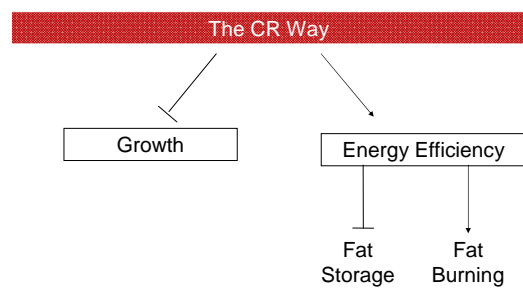 The CR Way
Growth
Energy Efficiency
Fat
Storage
Fat
Burning